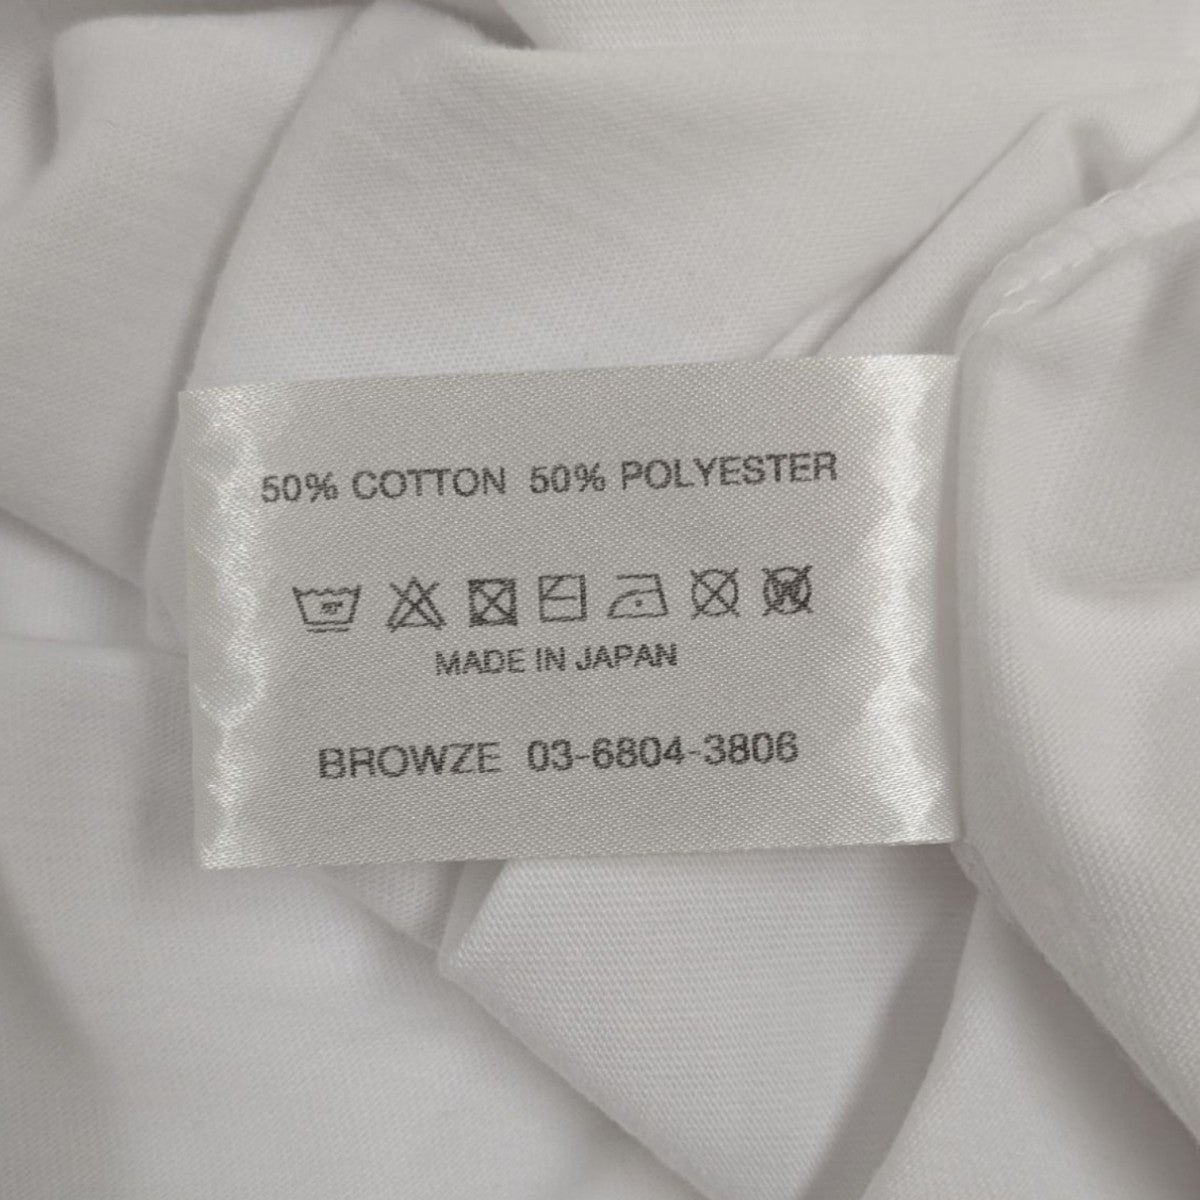 50% COTTON 50% POLYESTER
MADE IN JAPAN
BROWZE 03-6804-3806